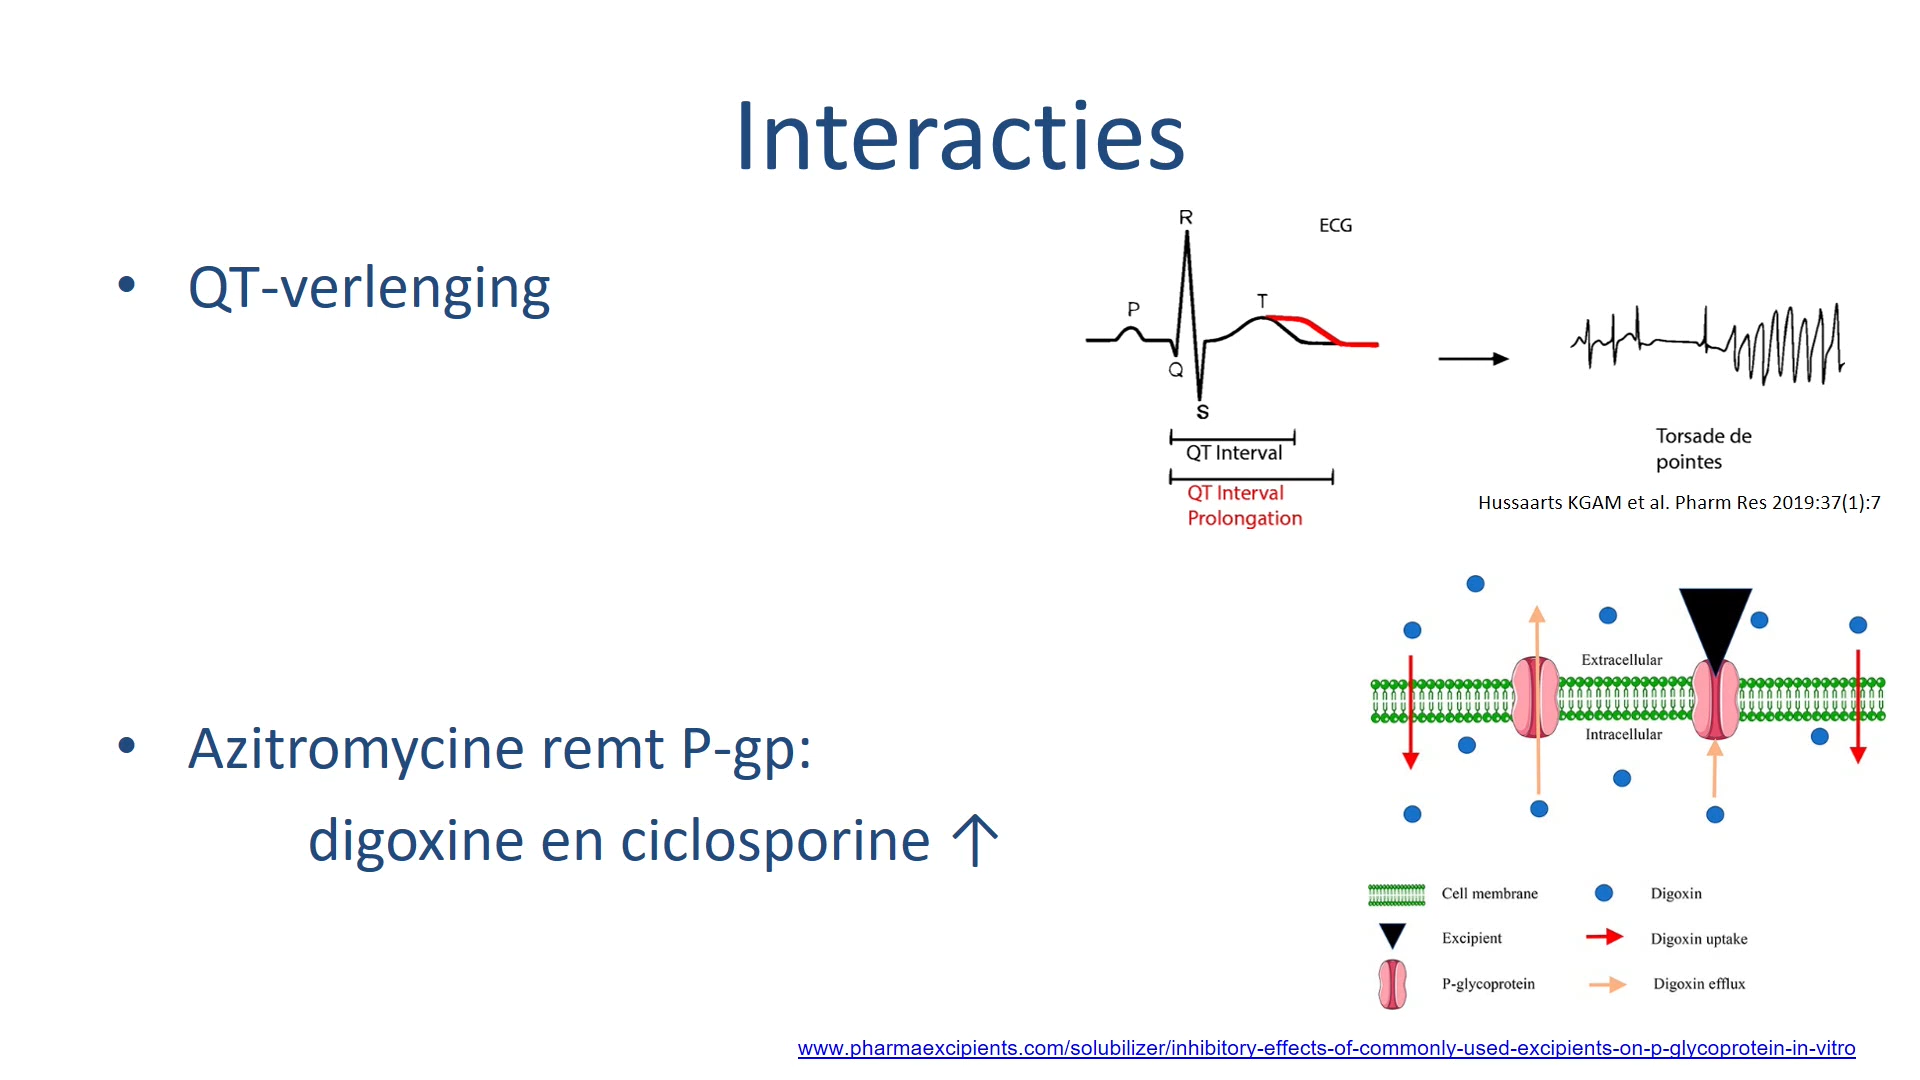 Interacties
• QT-verlenging
R
ECG
P
T
Q
S
QT Interval
QT Interval
Prolongation
Torsade de
pointes
Hussaarts KGAM et al. Pharm Res 2019:37(1):7
• Azitromycine remt P-gp:
digoxine en ciclosporine ↑
Extracellular
Intracellular
Cell membrane
Digoxin
Excipient
Digoxin uptake
P-glycoprotein
Digoxin efflux
www.pharmaexcipients.com/solubilizer/inhibitory-effects-of-commonly-used-excipients-on-p-glycoprotein-in-vitro